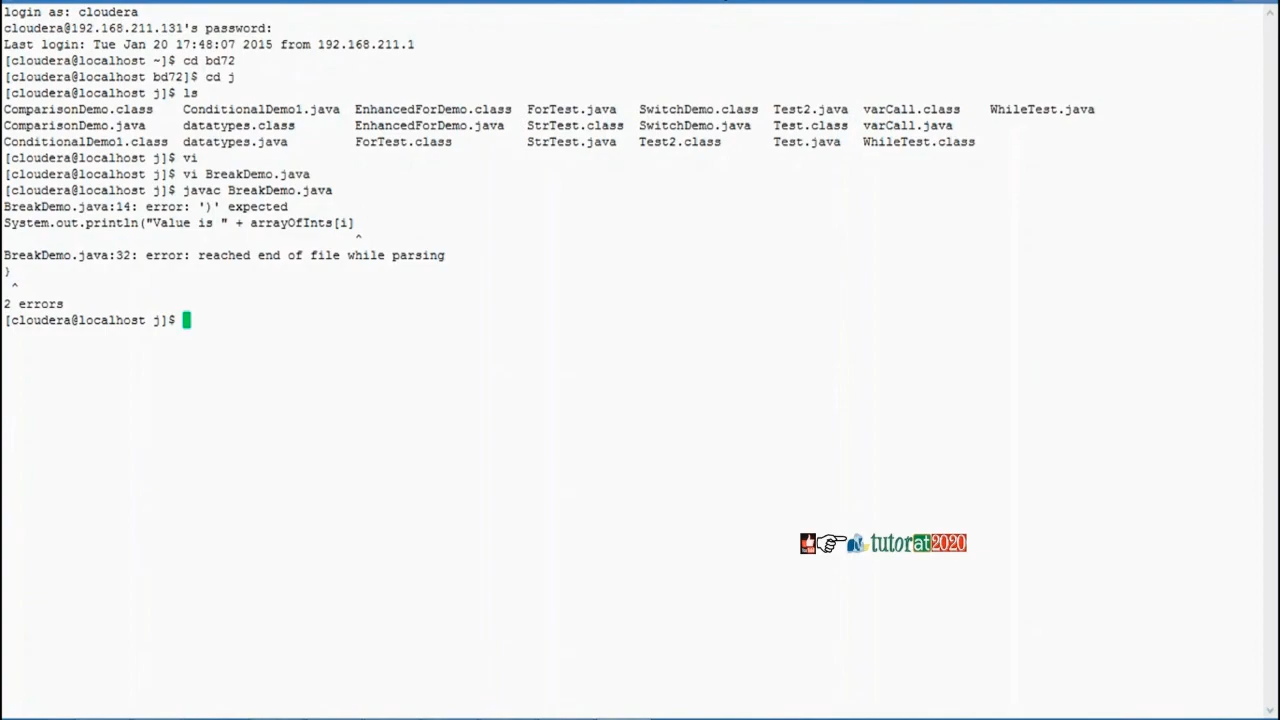 login as: cloudera
cloudera@192.168.211.131's password:
Last login: Tue Jan 20 17:48:07 2015 from 192.168.211.1
[cloudera@localhost ~]$ cd bd72
[cloudera@localhost bd72]$ cd j
[cloudera@localhost j]$ ls
ComparisonDemo.class ConditionalDemo1.java EnhancedForDemo.class ForTest.java SwitchDemo.class Test2.java varCall.class WhileTest.java
ComparisonDemo.java datatypes.class EnhancedForDemo.java StrTest.class SwitchDemo.java Test.class varCall.java
ConditionalDemo1.class datatypes.java ForTest.class StrTest.java Test2.class Test.java WhileTest.class
[cloudera@localhost j]$ vi
[cloudera@localhost j]$ vi BreakDemo.java
[cloudera@localhost j]$ javac BreakDemo.java
BreakDemo.java:14: error: ')' expected
System.out.println("Value is " + arrayOfInts[i]
^
BreakDemo.java:32: error: reached end of file while parsing
}
^
2 errors
[cloudera@localhost j]$
tutorat2020